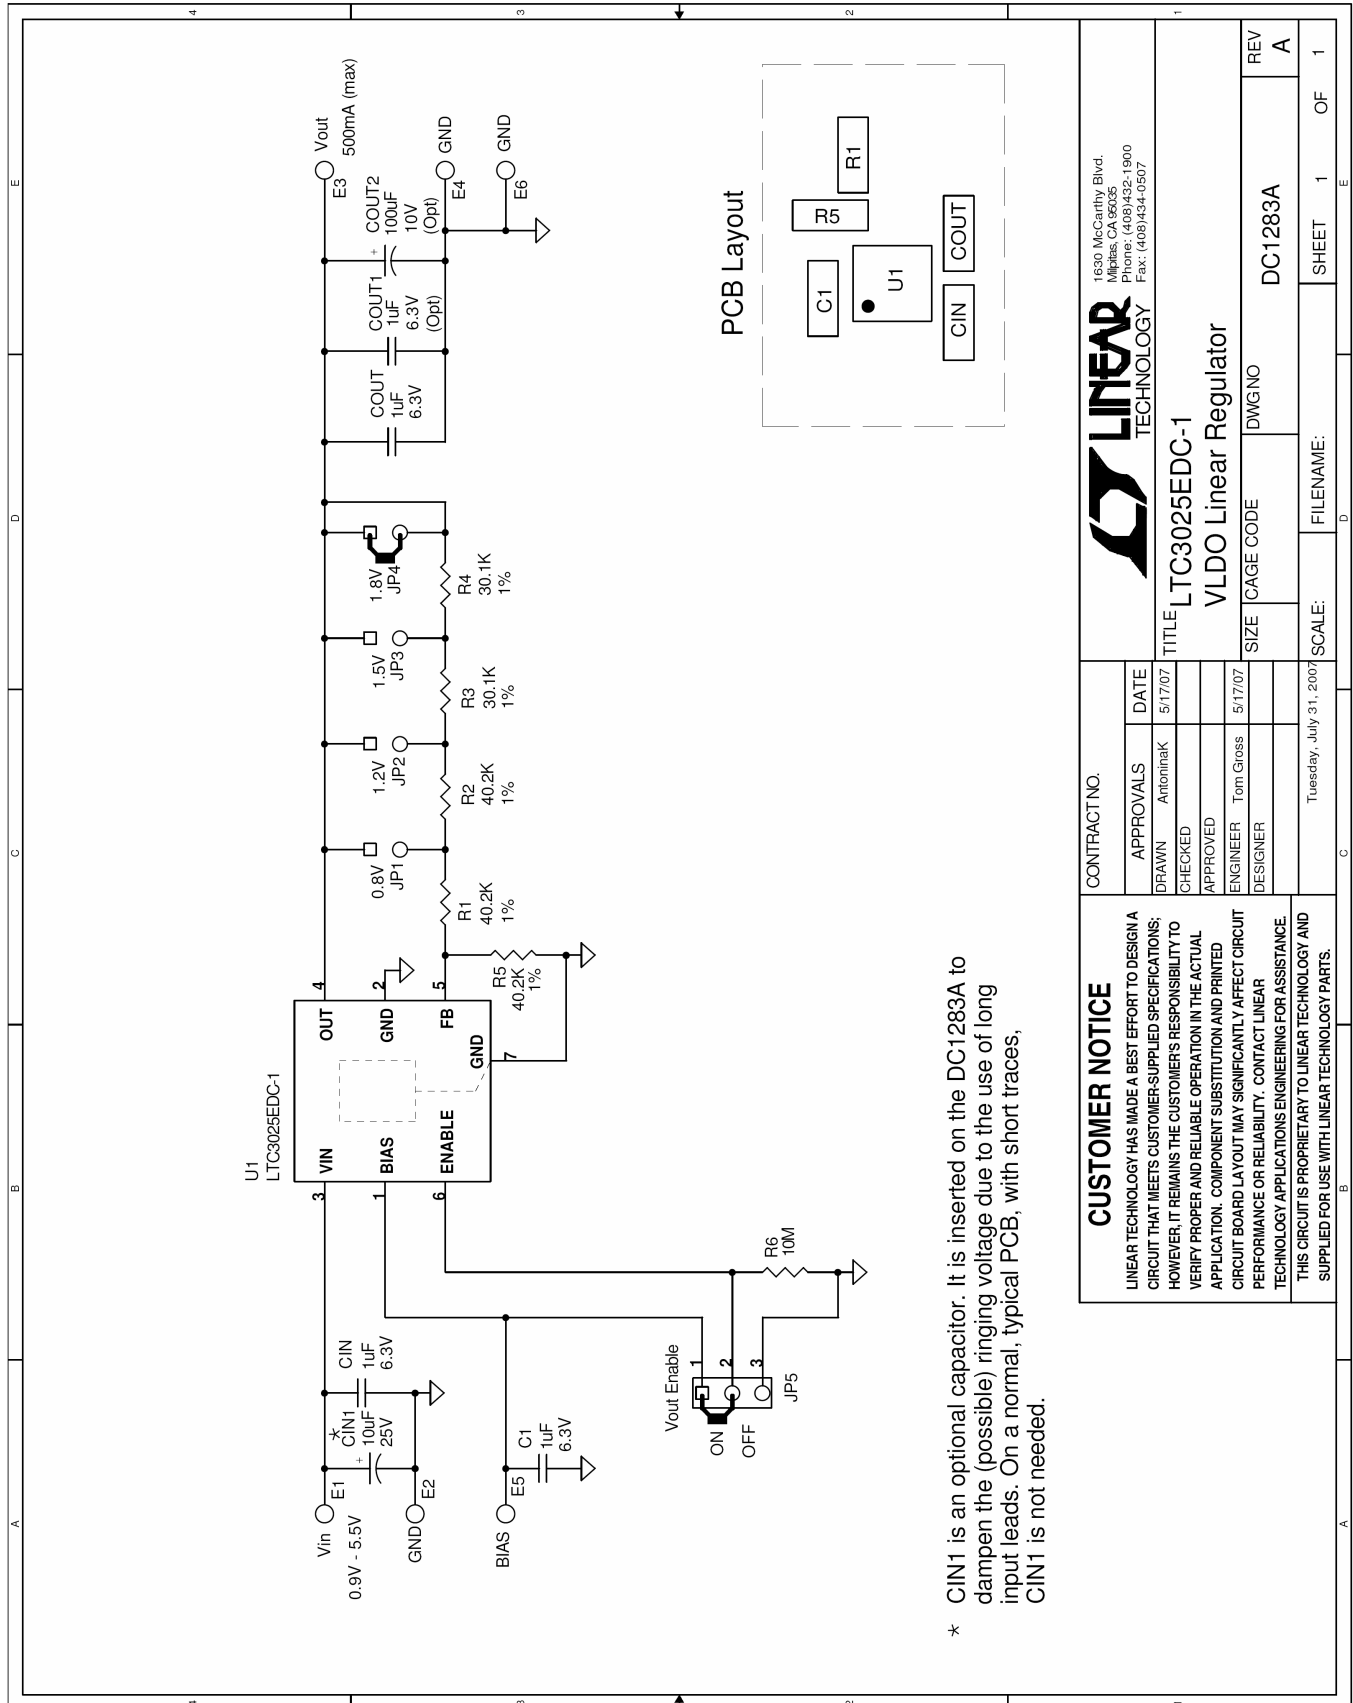 U1
LTC3025EDC-1
VIN
BIAS
ENABLE
OUT
GND
FB
GND
3
1
6
4
2
5
7
Vin
E1
0.9V - 5.5V
GND
E2
BIAS
E5
*
CIN1
10uF
25V
CIN
1uF
6.3V
C1
1uF
6.3V
Vout Enable
ON
OFF
1
2
3
JP5
R6
10M
R5
40.2K
1%
R1
40.2K
1%
R2
40.2K
1%
R3
30.1K
1%
R4
30.1K
1%
0.8V
JP1
1.2V
JP2
1.5V
JP3
1.8V
JP4
COUT
1uF
6.3V
COUT1
1uF
6.3V
(Opt)
+
COUT2
100uF
10V
(Opt)
Vout
E3
500mA (max)
GND
E4
GND
E6
PCB Layout
C1
R5
R1
U1
CIN
COUT
* CIN1 is an optional capacitor. It is inserted on the DC1283A to
dampen the (possible) ringing voltage due to the use of long
input leads. On a normal, typical PCB, with short traces,
CIN1 is not needed.
CUSTOMER NOTICE
LINEAR TECHNOLOGY HAS MADE A BEST EFFORT TO DESIGN A
CIRCUIT THAT MEETS CUSTOMER-SUPPLIED SPECIFICATIONS;
HOWEVER, IT REMAINS THE CUSTOMER'S RESPONSIBILITY TO
VERIFY PROPER AND RELIABLE OPERATION IN THE ACTUAL
APPLICATION. COMPONENT SUBSTITUTION AND PRINTED
CIRCUIT BOARD LAYOUT MAY SIGNIFICANTLY AFFECT CIRCUIT
PERFORMANCE OR RELIABILITY. CONTACT LINEAR
TECHNOLOGY APPLICATIONS ENGINEERING FOR ASSISTANCE.
THIS CIRCUIT IS PROPRIETARY TO LINEAR TECHNOLOGY AND
SUPPLIED FOR USE WITH LINEAR TECHNOLOGY PARTS.
CONTRACT NO.
APPROVALS DATE
DRAWN AntoninaK 5/17/07
CHECKED
APPROVED
ENGINEER Tom Gross 5/17/07
DESIGNER
Tuesday, July 31, 2007
LINEAR
TECHNOLOGY
1630 McCarthy Blvd.
Milpitas, CA 95035
Phone: (408)432-1900
Fax: (408)434-0507
TITLE
LTC3025EDC-1
VLDO Linear Regulator
SIZE CAGE CODE DWG NO REV
DC1283A A
SCALE: FILENAME: SHEET 1 OF 1
A B C D E
A B C D E
4 3 2 1